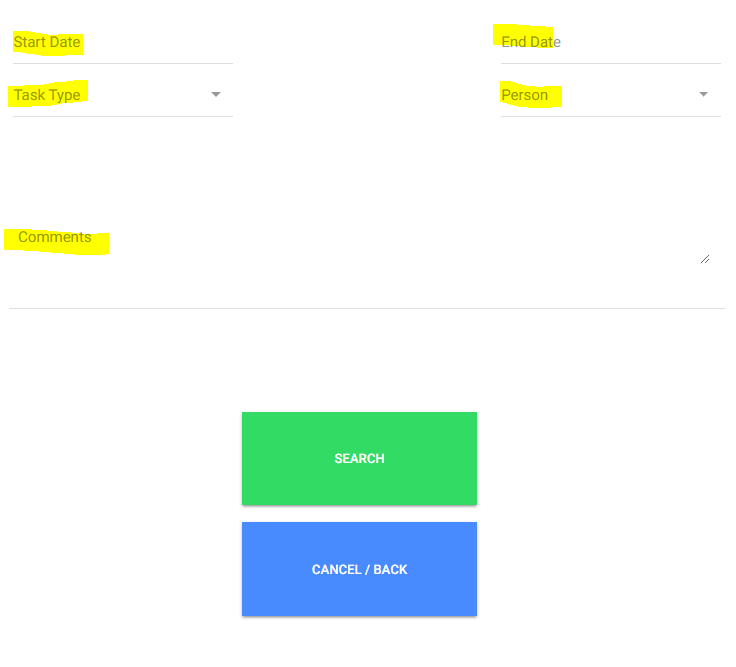 Start Date
End Date
Task Type
Person
Comments
SEARCH
CANCEL / BACK